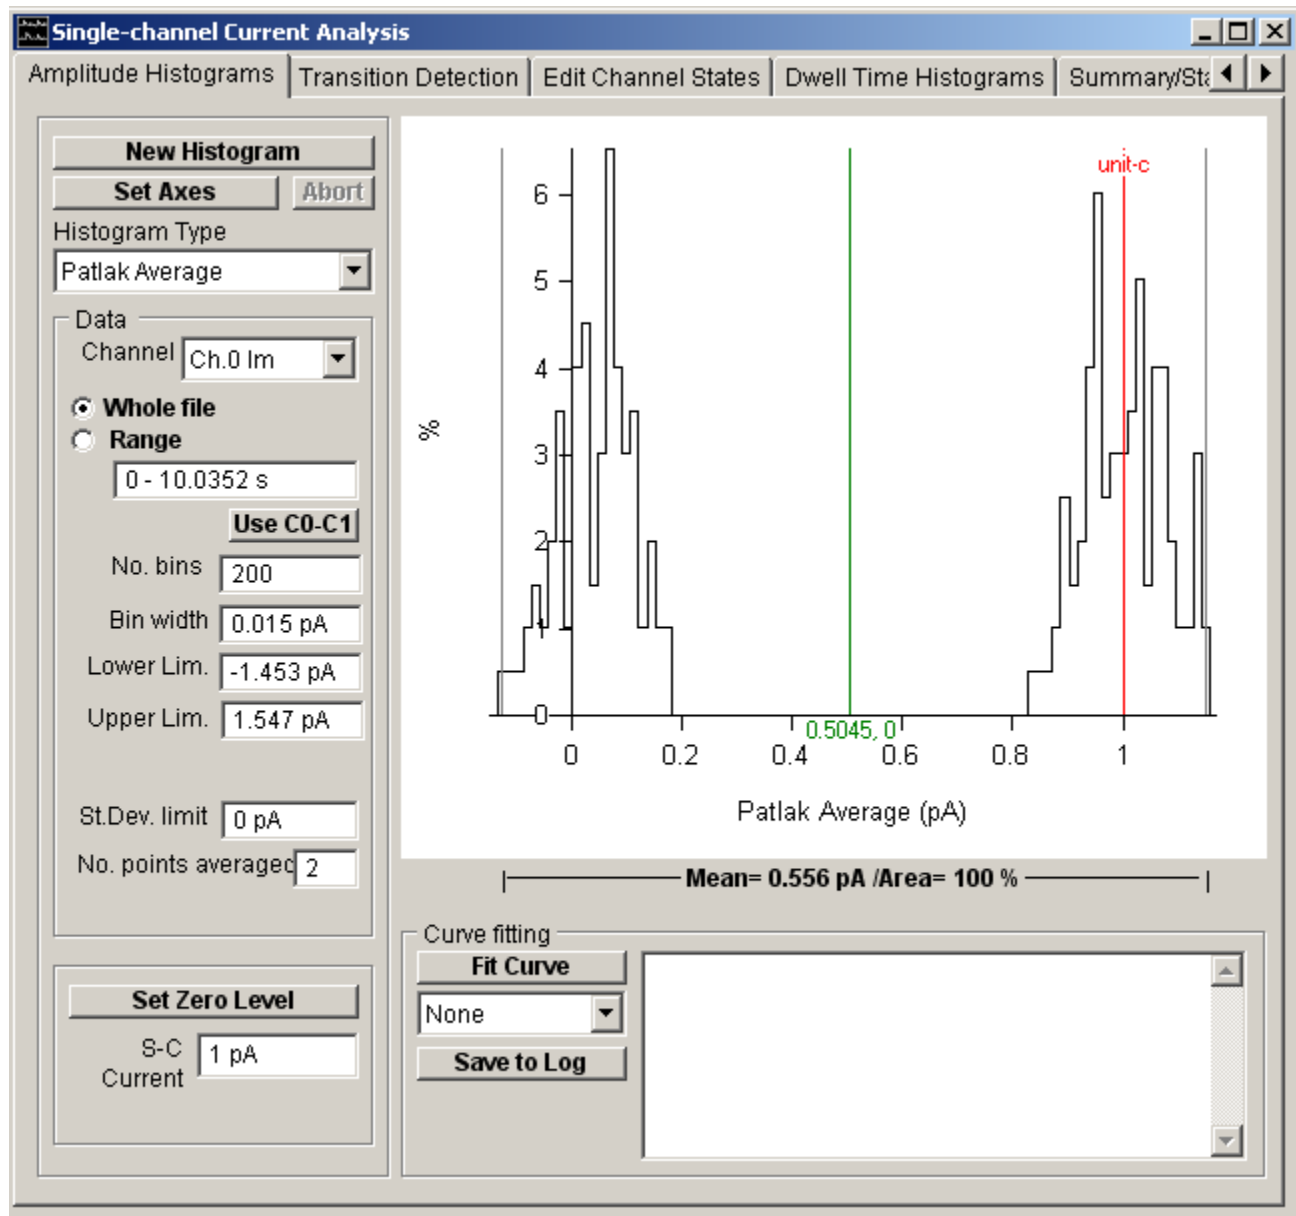 Single-channel Current Analysis
Amplitude Histograms Transition Detection Edit Channel States Dwell Time Histograms Summary/Sta
New Histogram
Set Axes Abort
Histogram Type
Patlak Average
Data
Channel Ch.0 Im
Whole file
Range
0 - 10.0352 s
Use C0-C1
No. bins 200
Bin width 0.015 pA
Lower Lim. -1.453 pA
Upper Lim. 1.547 pA
St.Dev. limit 0 pA
No. points averaged 2
Set Zero Level
S-C Current 1 pA
unit-c
6
5
4
%
3
2
1
0
0.5045, 0
0 0.2 0.4 0.6 0.8 1
Patlak Average (pA)
Mean= 0.556 pA /Area= 100 %
Curve fitting
Fit Curve
None
Save to Log